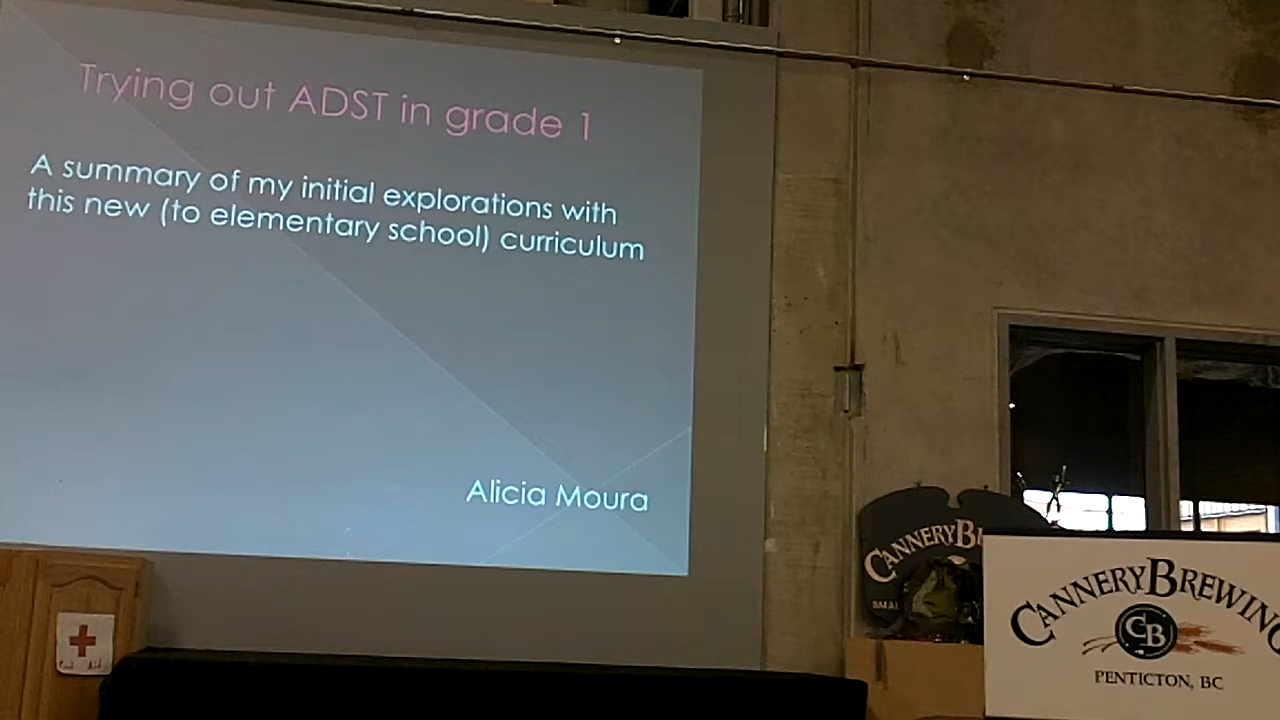 Trying out ADST in grade 1
A summary of my initial explorations with
this new (to elementary school) curriculum
Alicia Moura
CANNERY
CANNERY BREWING
CB
PENTICTON, BC